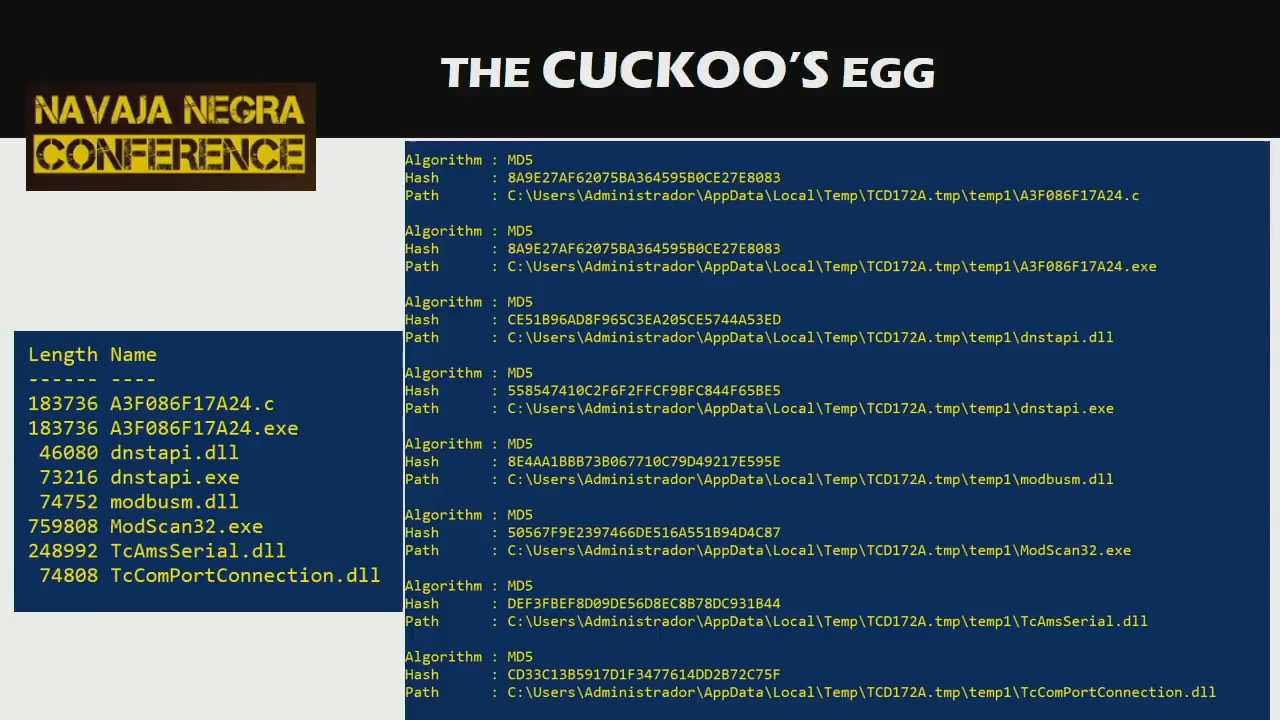 THE CUCKOO'S EGG
NAVAJA NEGRA
CONFERENCE
Length Name
------ ----
183736 A3F086F17A24.c
183736 A3F086F17A24.exe
46080 dnstapi.dll
73216 dnstapi.exe
74752 modbusm.dll
759808 ModScan32.exe
248992 TcAmsSerial.dll
74808 TcComPortConnection.dll
Algorithm : MD5
Hash : 8A9E27AF62075BA364595B0CE27E8083
Path : C:\Users\Administrador\AppData\Local\Temp\TCD172A.tmp\temp1\A3F086F17A24.c
Algorithm : MD5
Hash : 8A9E27AF62075BA364595B0CE27E8083
Path : C:\Users\Administrador\AppData\Local\Temp\TCD172A.tmp\temp1\A3F086F17A24.exe
Algorithm : MD5
Hash : CE51B96AD8F965C3EA205CE5744A53ED
Path : C:\Users\Administrador\AppData\Local\Temp\TCD172A.tmp\temp1\dnstapi.dll
Algorithm : MD5
Hash : 558547410C2F6F2FFCF9BFC844F65BE5
Path : C:\Users\Administrador\AppData\Local\Temp\TCD172A.tmp\temp1\dnstapi.exe
Algorithm : MD5
Hash : 8E4AA1BBB73B067710C79D49217E595E
Path : C:\Users\Administrador\AppData\Local\Temp\TCD172A.tmp\temp1\modbusm.dll
Algorithm : MD5
Hash : 50567F9E2397466DE516A551B94D4C87
Path : C:\Users\Administrador\AppData\Local\Temp\TCD172A.tmp\temp1\ModScan32.exe
Algorithm : MD5
Hash : DEF3FBEF8D09DE56D8EC8B78DC931B44
Path : C:\Users\Administrador\AppData\Local\Temp\TCD172A.tmp\temp1\TcAmsSerial.dll
Algorithm : MD5
Hash : CD33C13B5917D1F3477614DD2B72C75F
Path : C:\Users\Administrador\AppData\Local\Temp\TCD172A.tmp\temp1\TcComPortConnection.dll